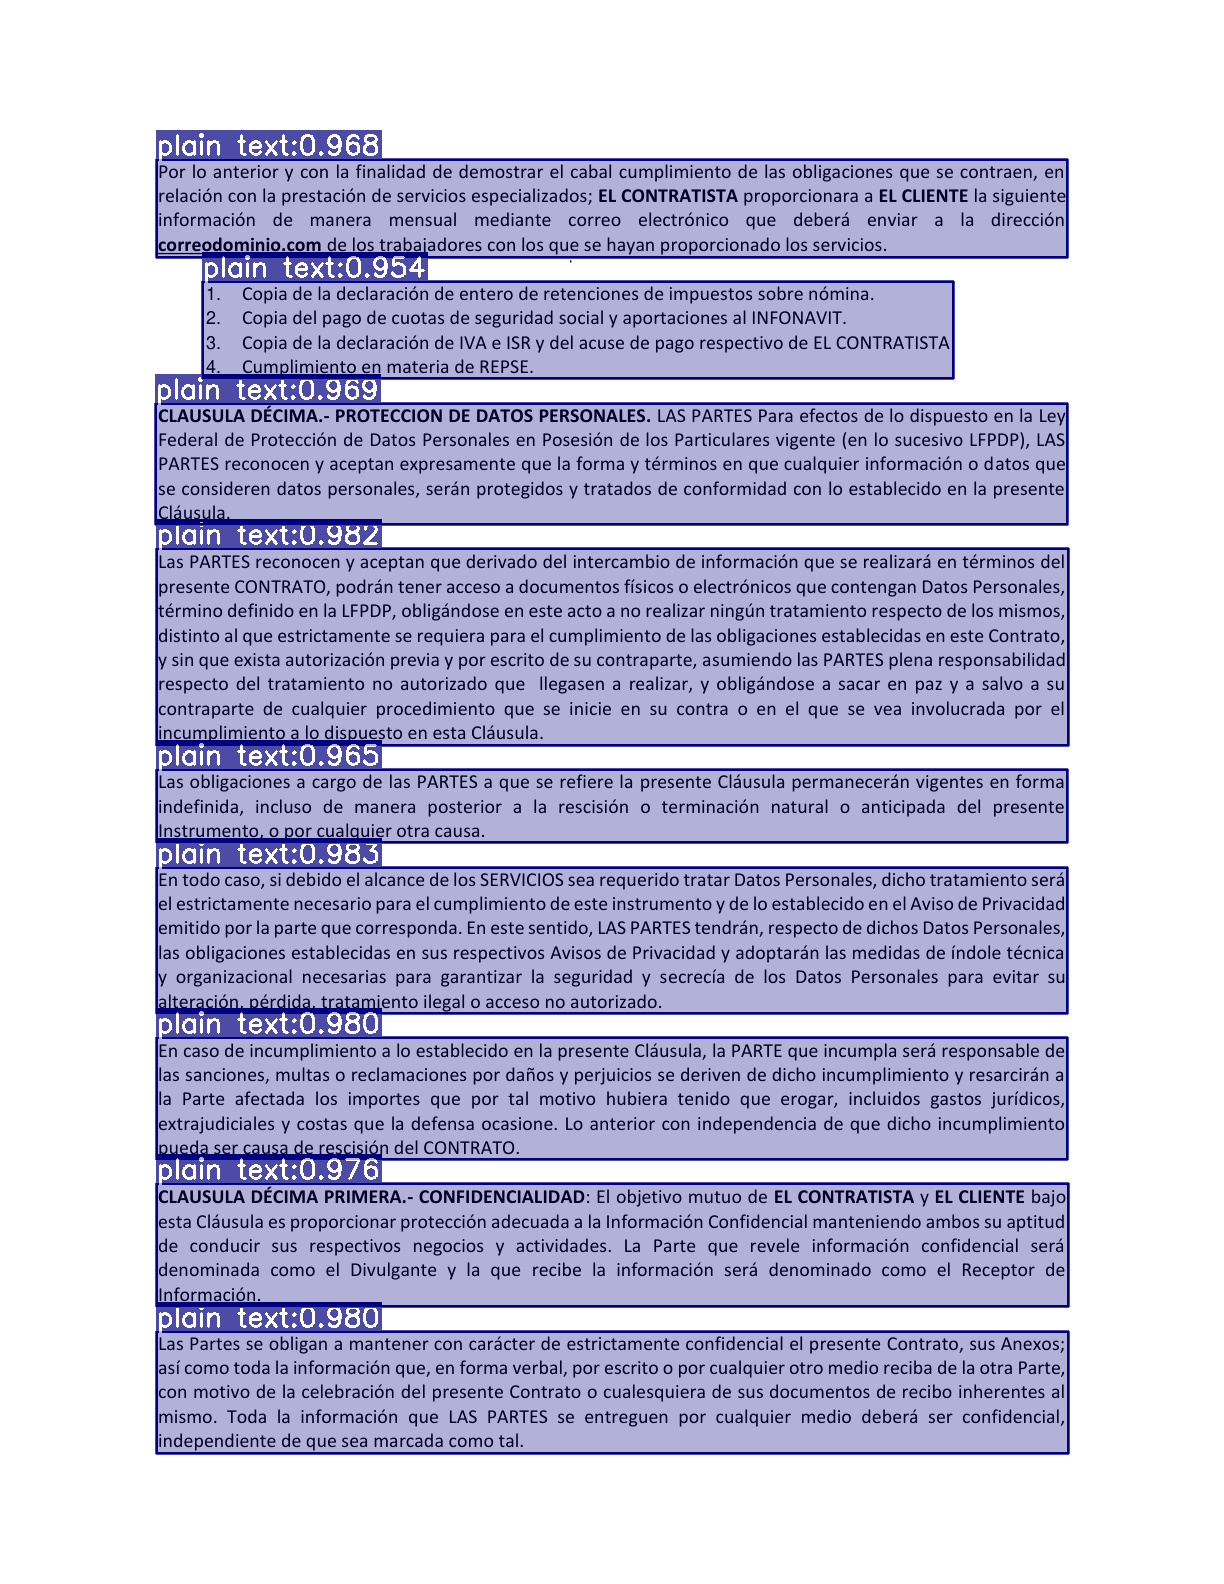 plain text:0.968
Por lo anterior y con la finalidad de demostrar el cabal cumplimiento de las obligaciones que se contraen, en
relación con la prestación de servicios especializados; EL CONTRATISTA proporcionara a EL CLIENTE la siguiente
información de manera mensual mediante correo electrónico que deberá enviar a la dirección
correodominio.com de los trabajadores con los que se hayan proporcionado los servicios.
plain text:0.954
1. Copia de la declaración de entero de retenciones de impuestos sobre nómina.
2. Copia del pago de cuotas de seguridad social y aportaciones al INFONAVIT.
3. Copia de la declaración de IVA e ISR y del acuse de pago respectivo de EL CONTRATISTA
4. Cumplimiento en materia de REPSE.
plain text:0.969
CLAUSULA DÉCIMA.- PROTECCION DE DATOS PERSONALES. LAS PARTES Para efectos de lo dispuesto en la Ley
Federal de Protección de Datos Personales en Posesión de los Particulares vigente (en lo sucesivo LFPDP), LAS
PARTES reconocen y aceptan expresamente que la forma y términos en que cualquier información o datos que
se consideren datos personales, serán protegidos y tratados de conformidad con lo establecido en la presente
Cláusula.
plain text:0.982
Las PARTES reconocen y aceptan que derivado del intercambio de información que se realizará en términos del
presente CONTRATO, podrán tener acceso a documentos físicos o electrónicos que contengan Datos Personales,
término definido en la LFPDP, obligándose en este acto a no realizar ningún tratamiento respecto de los mismos,
distinto al que estrictamente se requiera para el cumplimiento de las obligaciones establecidas en este Contrato,
y sin que exista autorización previa y por escrito de su contraparte, asumiendo las PARTES plena responsabilidad
respecto del tratamiento no autorizado que llegasen a realizar, y obligándose a sacar en paz y a salvo a su
contraparte de cualquier procedimiento que se inicie en su contra o en el que se vea involucrada por el
incumplimiento a lo dispuesto en esta Cláusula.
plain text:0.965
Las obligaciones a cargo de las PARTES a que se refiere la presente Cláusula permanecerán vigentes en forma
indefinida, incluso de manera posterior a la rescisión o terminación natural o anticipada del presente
Instrumento, o por cualquier otra causa.
plain text:0.983
En todo caso, si debido el alcance de los SERVICIOS sea requerido tratar Datos Personales, dicho tratamiento será
el estrictamente necesario para el cumplimiento de este instrumento y de lo establecido en el Aviso de Privacidad
emitido por la parte que corresponda. En este sentido, LAS PARTES tendrán, respecto de dichos Datos Personales,
las obligaciones establecidas en sus respectivos Avisos de Privacidad y adoptarán las medidas de índole técnica
y organizacional necesarias para garantizar la seguridad y secrecía de los Datos Personales para evitar su
alteración, pérdida, tratamiento ilegal o acceso no autorizado.
plain text:0.980
En caso de incumplimiento a lo establecido en la presente Cláusula, la PARTE que incumpla será responsable de
las sanciones, multas o reclamaciones por daños y perjuicios se deriven de dicho incumplimiento y resarcirán a
la Parte afectada los importes que por tal motivo hubiera tenido que erogar, incluidos gastos jurídicos,
extrajudiciales y costas que la defensa ocasione. Lo anterior con independencia de que dicho incumplimiento
pueda ser causa de rescisión del CONTRATO.
plain text:0.976
CLAUSULA DÉCIMA PRIMERA.- CONFIDENCIALIDAD: El objetivo mutuo de EL CONTRATISTA y EL CLIENTE bajo
esta Cláusula es proporcionar protección adecuada a la Información Confidencial manteniendo ambos su aptitud
de conducir sus respectivos negocios y actividades. La Parte que revele información confidencial será
denominada como el Divulgante y la que recibe la información será denominado como el Receptor de
Información.
plain text:0.980
Las Partes se obligan a mantener con carácter de estrictamente confidencial el presente Contrato, sus Anexos;
así como toda la información que, en forma verbal, por escrito o por cualquier otro medio reciba de la otra Parte,
con motivo de la celebración del presente Contrato o cualesquiera de sus documentos de recibo inherentes al
mismo. Toda la información que LAS PARTES se entreguen por cualquier medio deberá ser confidencial,
independiente de que sea marcada como tal.